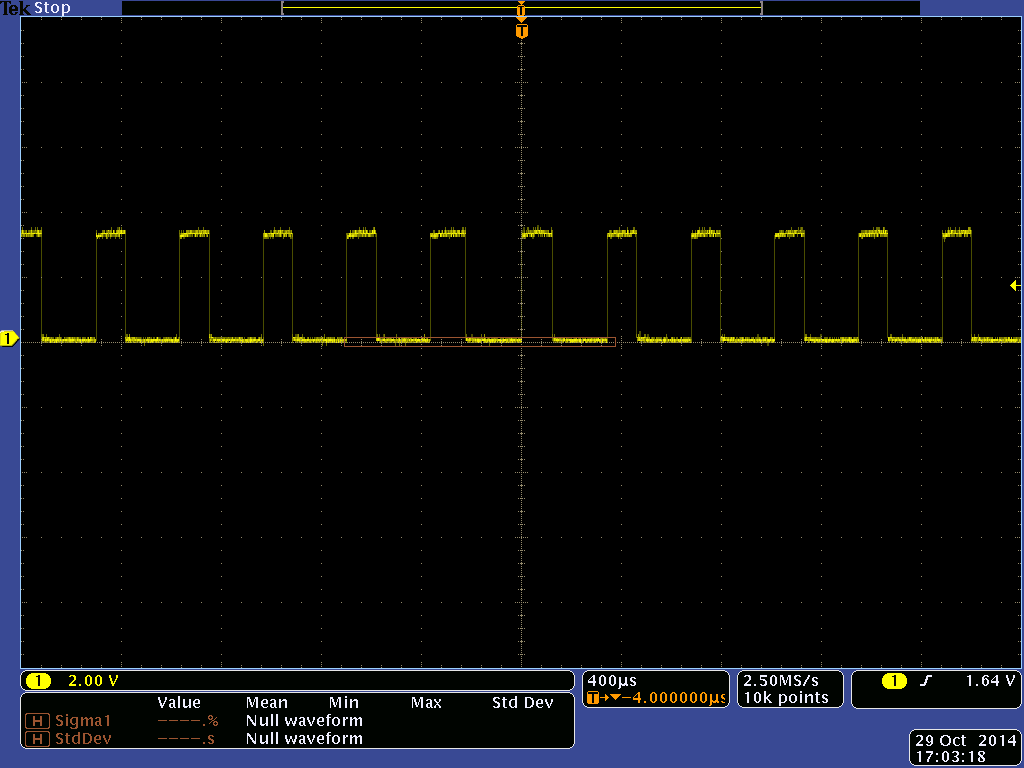 Tek Stop
T
T
1
1 2.00 V
400µs
T→▼−4.000000µs
2.50MS/s
10k points
1 1.64 V
Value Mean Min Max Std Dev
H Sigma1 ----.% Null waveform
H StdDev ----.s Null waveform
29 Oct 2014
17:03:18